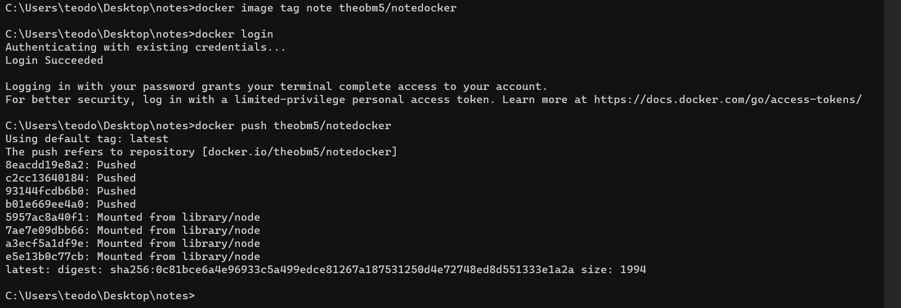 C:\Users\teodo\Desktop\notes>docker image tag note theobm5/notedocker
C:\Users\teodo\Desktop\notes>docker login
Authenticating with existing credentials...
Login Succeeded
Logging in with your password grants your terminal complete access to your account.
For better security, log in with a limited-privilege personal access token. Learn more at https://docs.docker.com/go/access-tokens/
C:\Users\teodo\Desktop\notes>docker push theobm5/notedocker
Using default tag: latest
The push refers to repository [docker.io/theobm5/notedocker]
8eacdd19e8a2: Pushed
c2cc13640184: Pushed
93144fcdb6b0: Pushed
b01e669ee4a0: Pushed
5957ac8a40f1: Mounted from library/node
7ae7e09dbb66: Mounted from library/node
a3ecf5a1df9e: Mounted from library/node
e5e13b0c77cb: Mounted from library/node
latest: digest: sha256:0c81bce6a4e96933c5a499edce81267a187531250d4e72748ed8d551333e1a2a size: 1994
C:\Users\teodo\Desktop\notes>